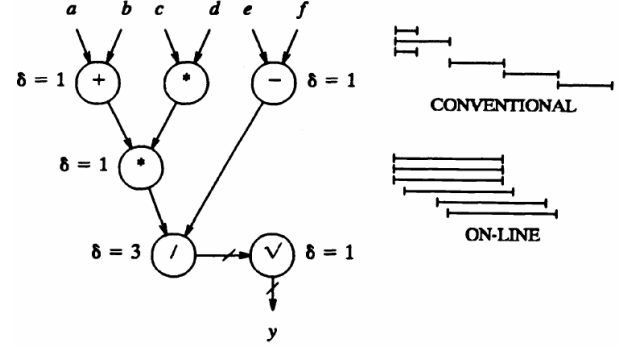 a b c d e f
δ = 1 + * − δ = 1
δ = 1 *
δ = 3 / √ δ = 1
y
CONVENTIONAL
ON-LINE